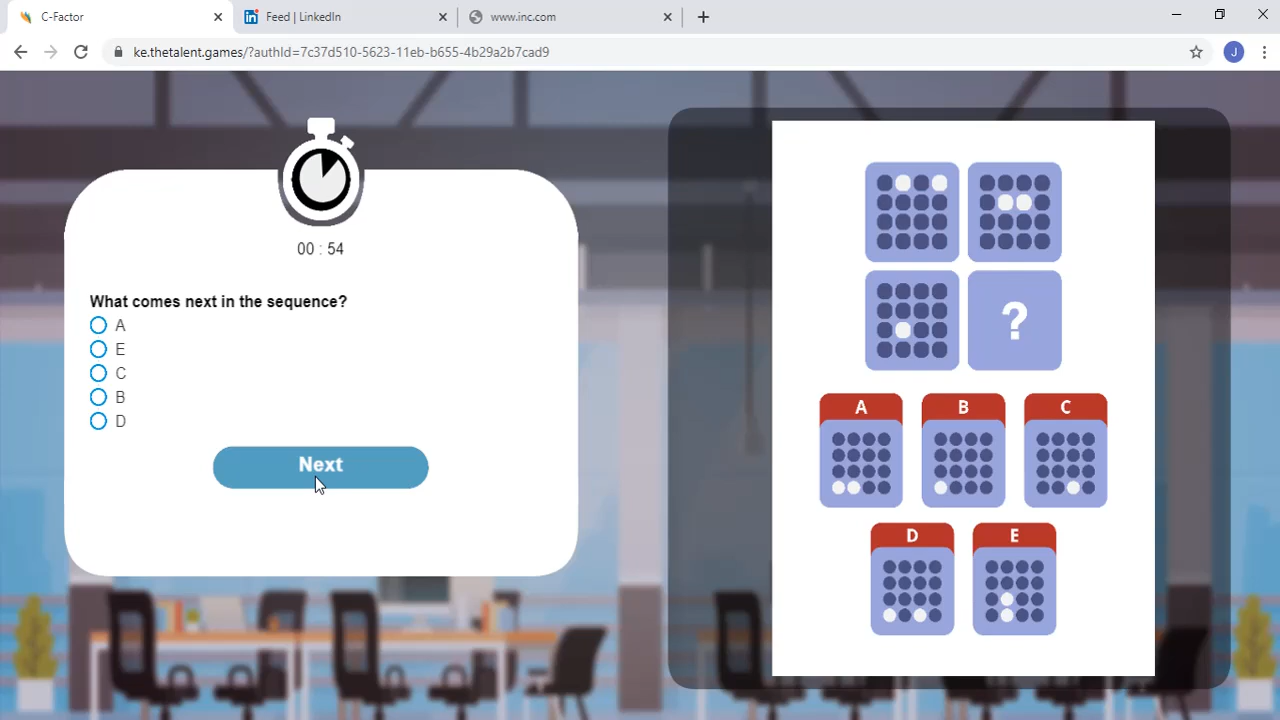 C-Factor
Feed | LinkedIn
www.inc.com
ke.thetalent.games/?authId=7c37d510-5623-11eb-b655-4b29a2b7cad9
J
00 : 54
What comes next in the sequence?
A
E
C
B
D
Next
?
A B C
D E